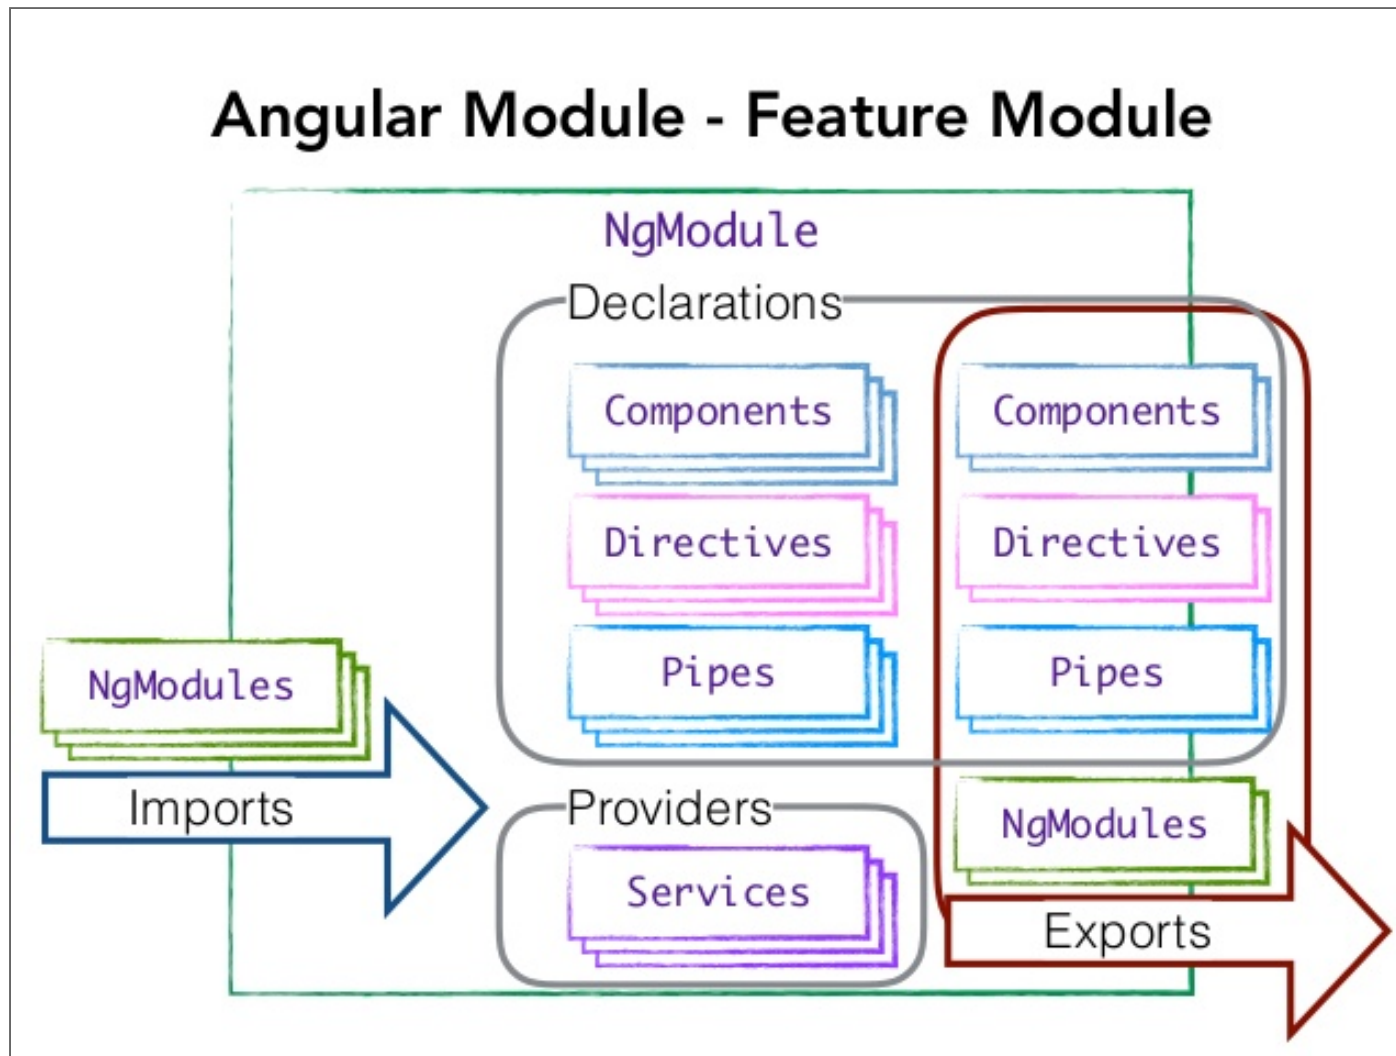 Angular Module - Feature Module
NgModule
Declarations
Components
Components
Directives
Directives
Pipes
Pipes
NgModules
Imports
Providers
Services
NgModules
Exports